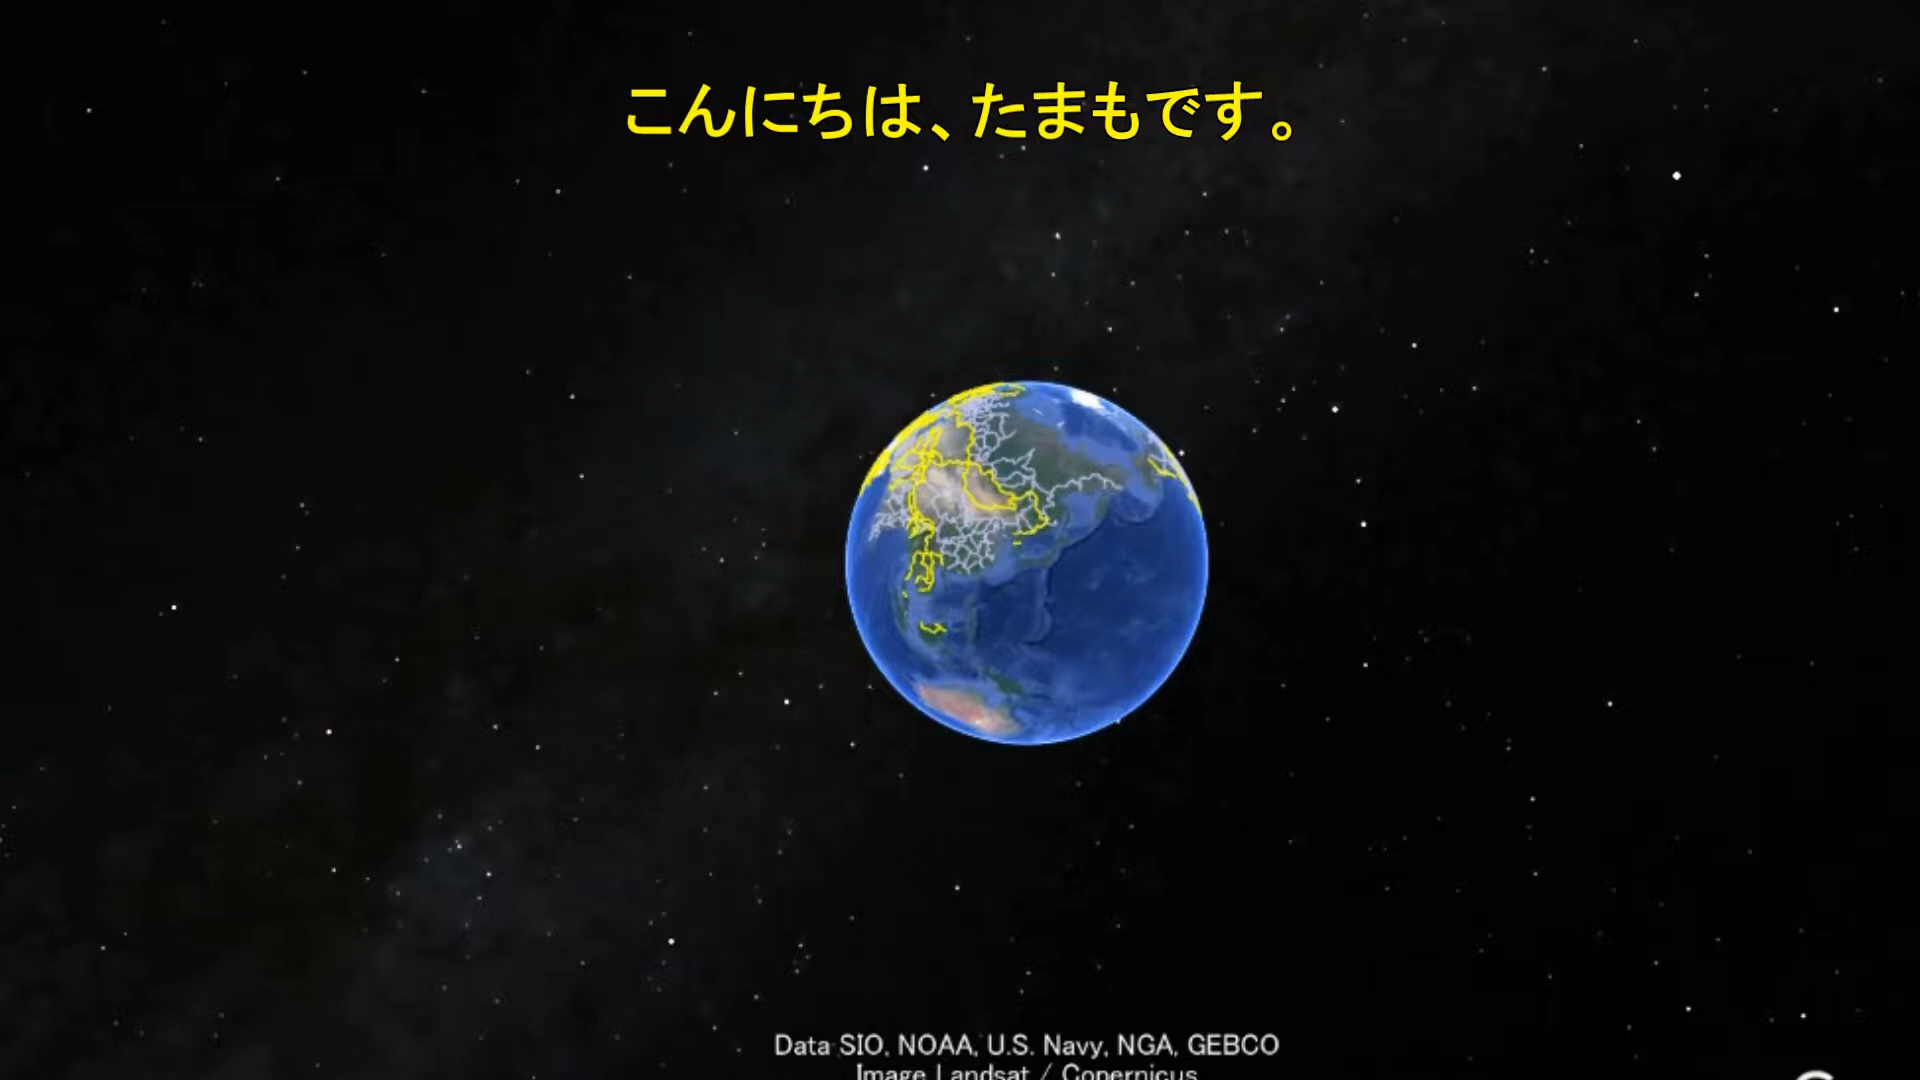 こんにちは、たまもです。
Data SIO, NOAA, U.S. Navy, NGA, GEBCO
Image Landsat / Copernicus